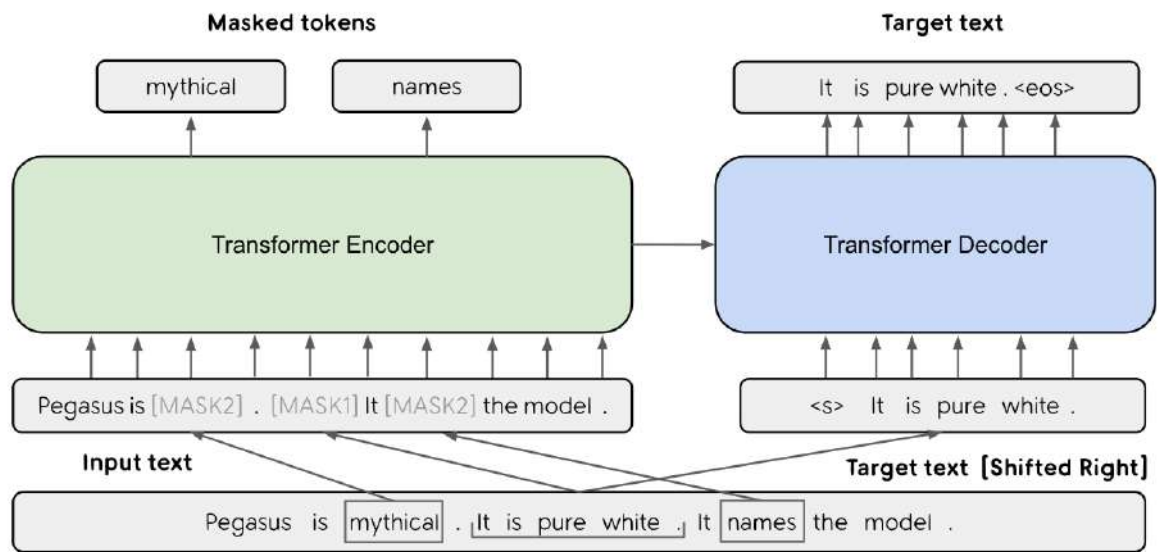 Masked tokens
Target text
mythical
names
It is pure white . <eos>
Transformer Encoder
Transformer Decoder
Pegasus is [MASK2] . [MASK1] It [MASK2] the model .
<s> It is pure white .
Input text
Target text [Shifted Right]
Pegasus is mythical . It is pure white . It names the model .